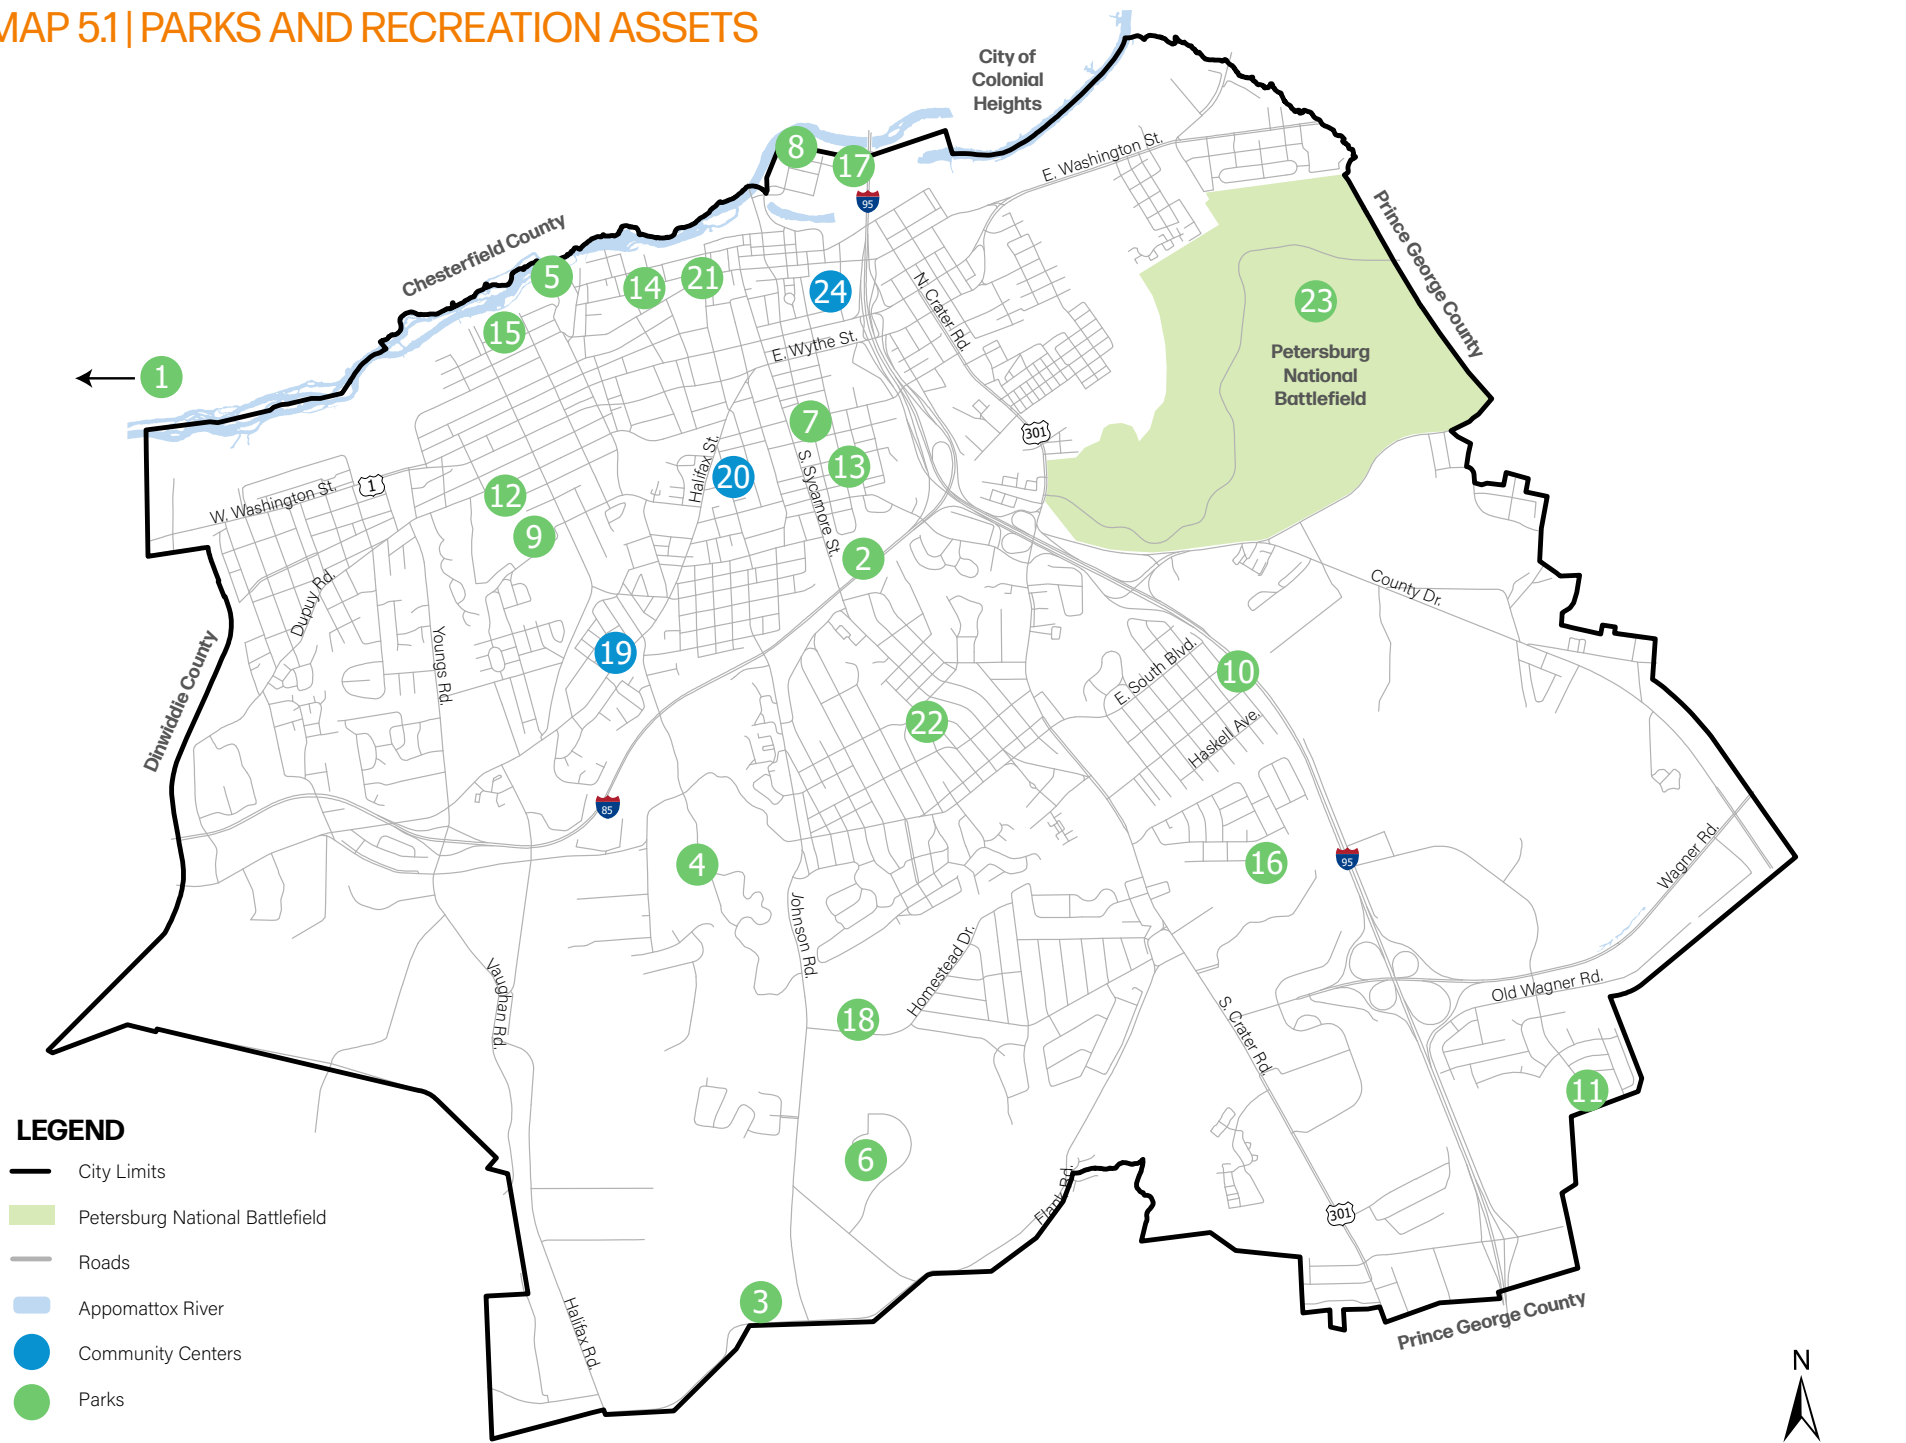 MAP 5.1 | PARKS AND RECREATION ASSETS
City of
Colonial
Heights
8
17
95
E. Washington St.
Chesterfield County
Prince George County
5
14
21
24
N. Crater Rd.
23
15
E. Wythe St.
Petersburg
National
Battlefield
1
7
301
Halifax St.
S. Sycamore St.
13
20
W. Washington St.
1
12
9
2
Dupuy Rd.
County Dr.
Youngs Rd.
19
Dinwiddie County
E. South Blvd.
10
22
Haskell Ave.
85
4
16
95
Wagner Rd.
Johnson Rd.
Homestead Dr.
Vaughan Rd.
Old Wagner Rd.
18
S. Crater Rd.
11
6
Flank Rd.
301
3
Halifax Rd.
Prince George County
LEGEND
City Limits
Petersburg National Battlefield
Roads
Appomattox River
Community Centers
Parks
N